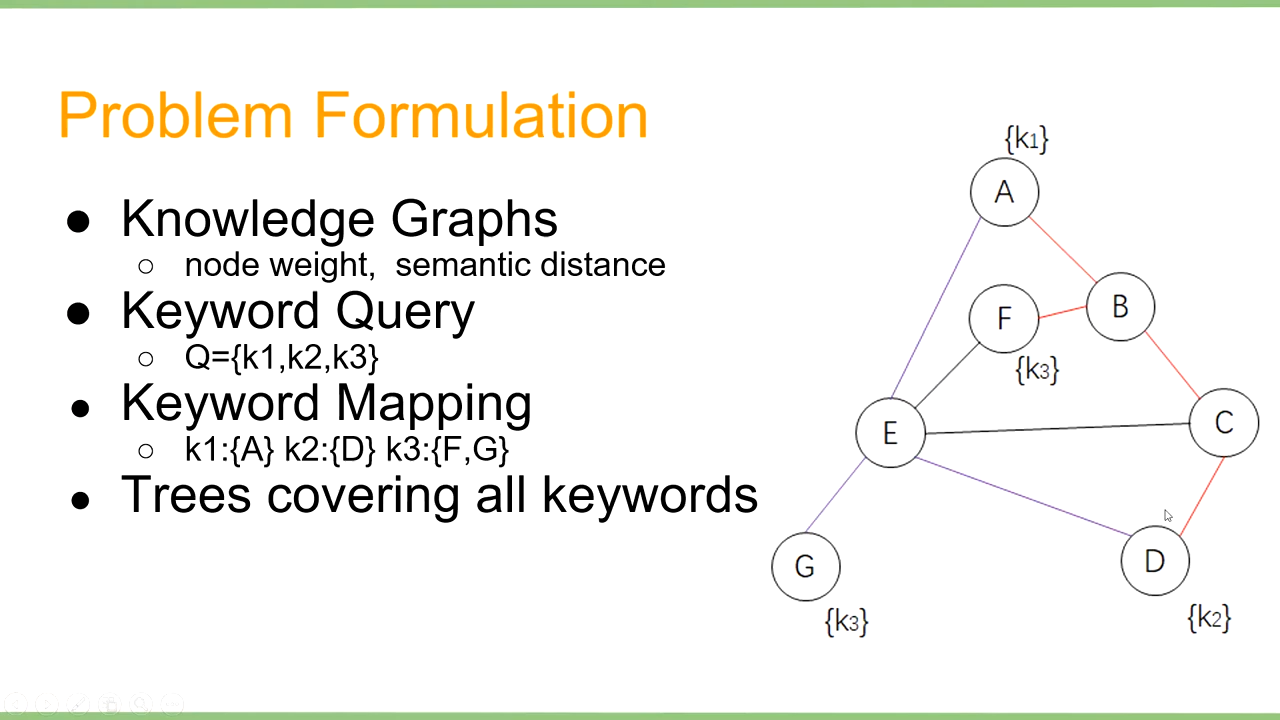 Problem Formulation
● Knowledge Graphs
○ node weight, semantic distance
● Keyword Query
○ Q={k1,k2,k3}
● Keyword Mapping
○ k1:{A} k2:{D} k3:{F,G}
● Trees covering all keywords
{k1}
A
B
F
{k3}
C
E
D
G
{k2}
{k3}